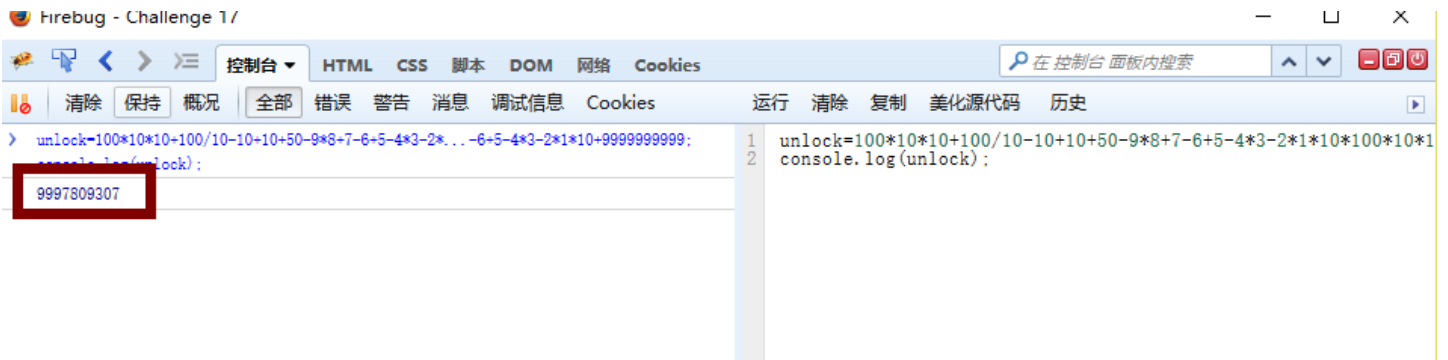 Firebug - Challenge 17
控制台 HTML CSS 脚本 DOM 网络 Cookies
在 控制台 面板内搜索
清除 保持 概况 全部 错误 警告 消息 调试信息 Cookies
运行 清除 复制 美化源代码 历史
unlock=100*10*10+100/10-10+10+50-9*8+7-6+5-4*3-2*...-6+5-4*3-2*1*10+9999999999;
console.log(unlock);
9997809307
1 unlock=100*10*10+100/10-10+10+50-9*8+7-6+5-4*3-2*1*10*100*10*1
2 console.log(unlock);